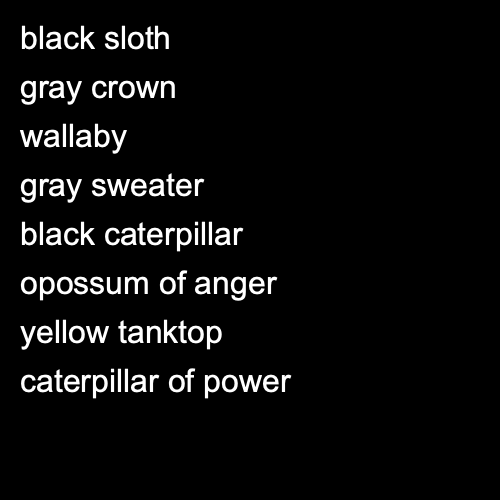 black sloth
gray crown
wallaby
gray sweater
black caterpillar
opossum of anger
yellow tanktop
caterpillar of power